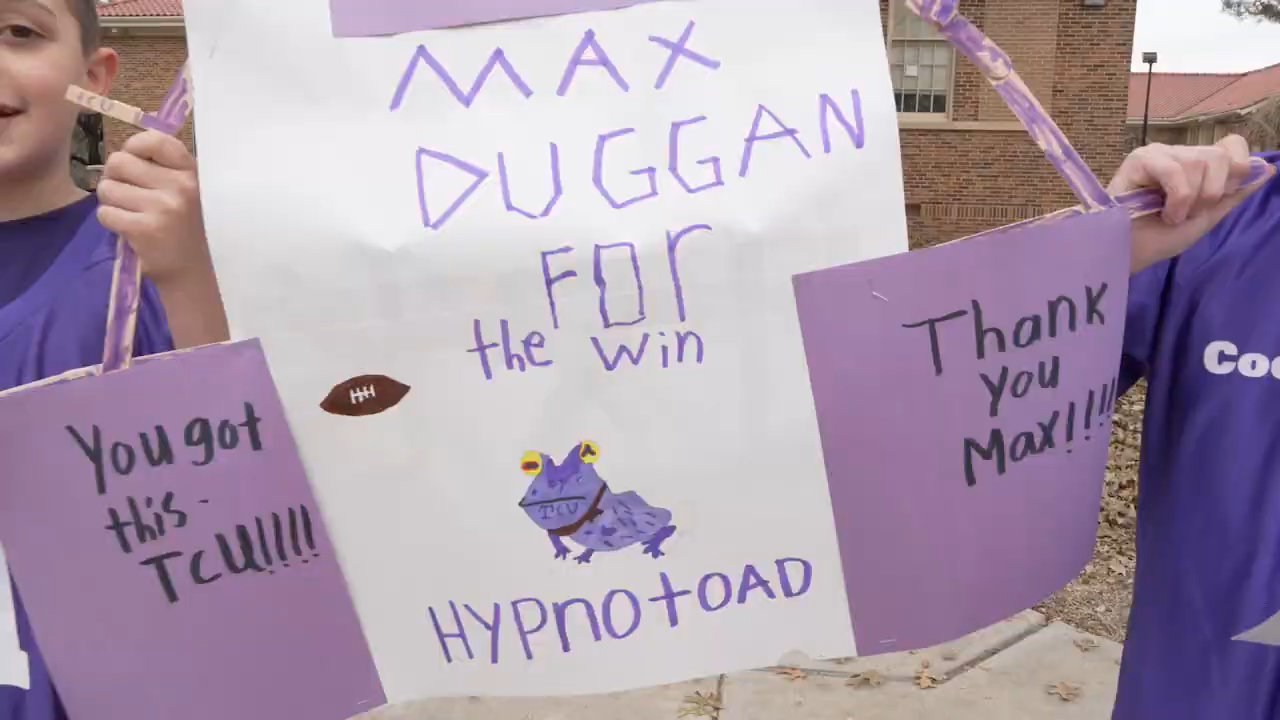 MAX
DUGGAN
FOr
the win
TCU
HYPnOtOAD
You got
this.
TCU!!!!!
Thank
you
Max!!!!
TCU
Coo